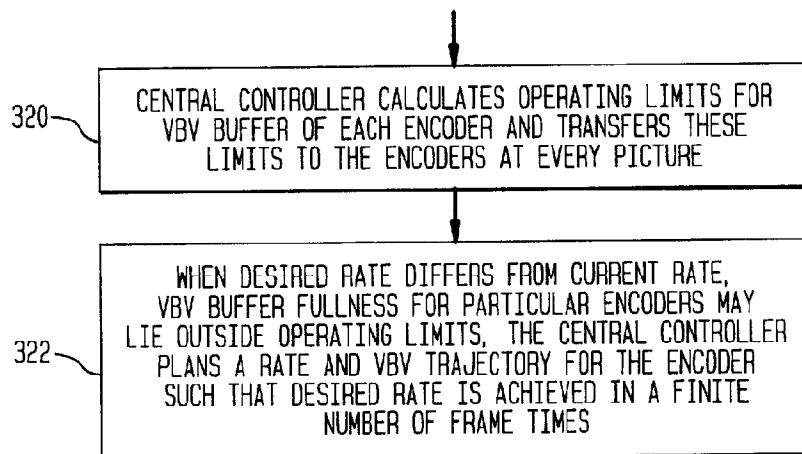 320
CENTRAL CONTROLLER CALCULATES OPERATING LIMITS FOR
VBV BUFFER OF EACH ENCODER AND TRANSFERS THESE
LIMITS TO THE ENCODERS AT EVERY PICTURE
322
WHEN DESIRED RATE DIFFERS FROM CURRENT RATE,
VBV BUFFER FULLNESS FOR PARTICULAR ENCODERS MAY
LIE OUTSIDE OPERATING LIMITS, THE CENTRAL CONTROLLER
PLANS A RATE AND VBV TRAJECTORY FOR THE ENCODER
SUCH THAT DESIRED RATE IS ACHIEVED IN A FINITE
NUMBER OF FRAME TIMES